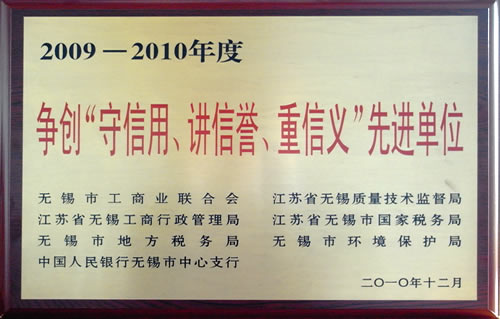 2009－2010年度
争创“守信用、讲信誉、重信义”先进单位
无锡市工商业联合会
江苏省无锡工商行政管理局
无锡市地方税务局
中国人民银行无锡市中心支行
江苏省无锡质量技术监督局
江苏省无锡市国家税务局
无锡市环境保护局
二〇一〇年十二月